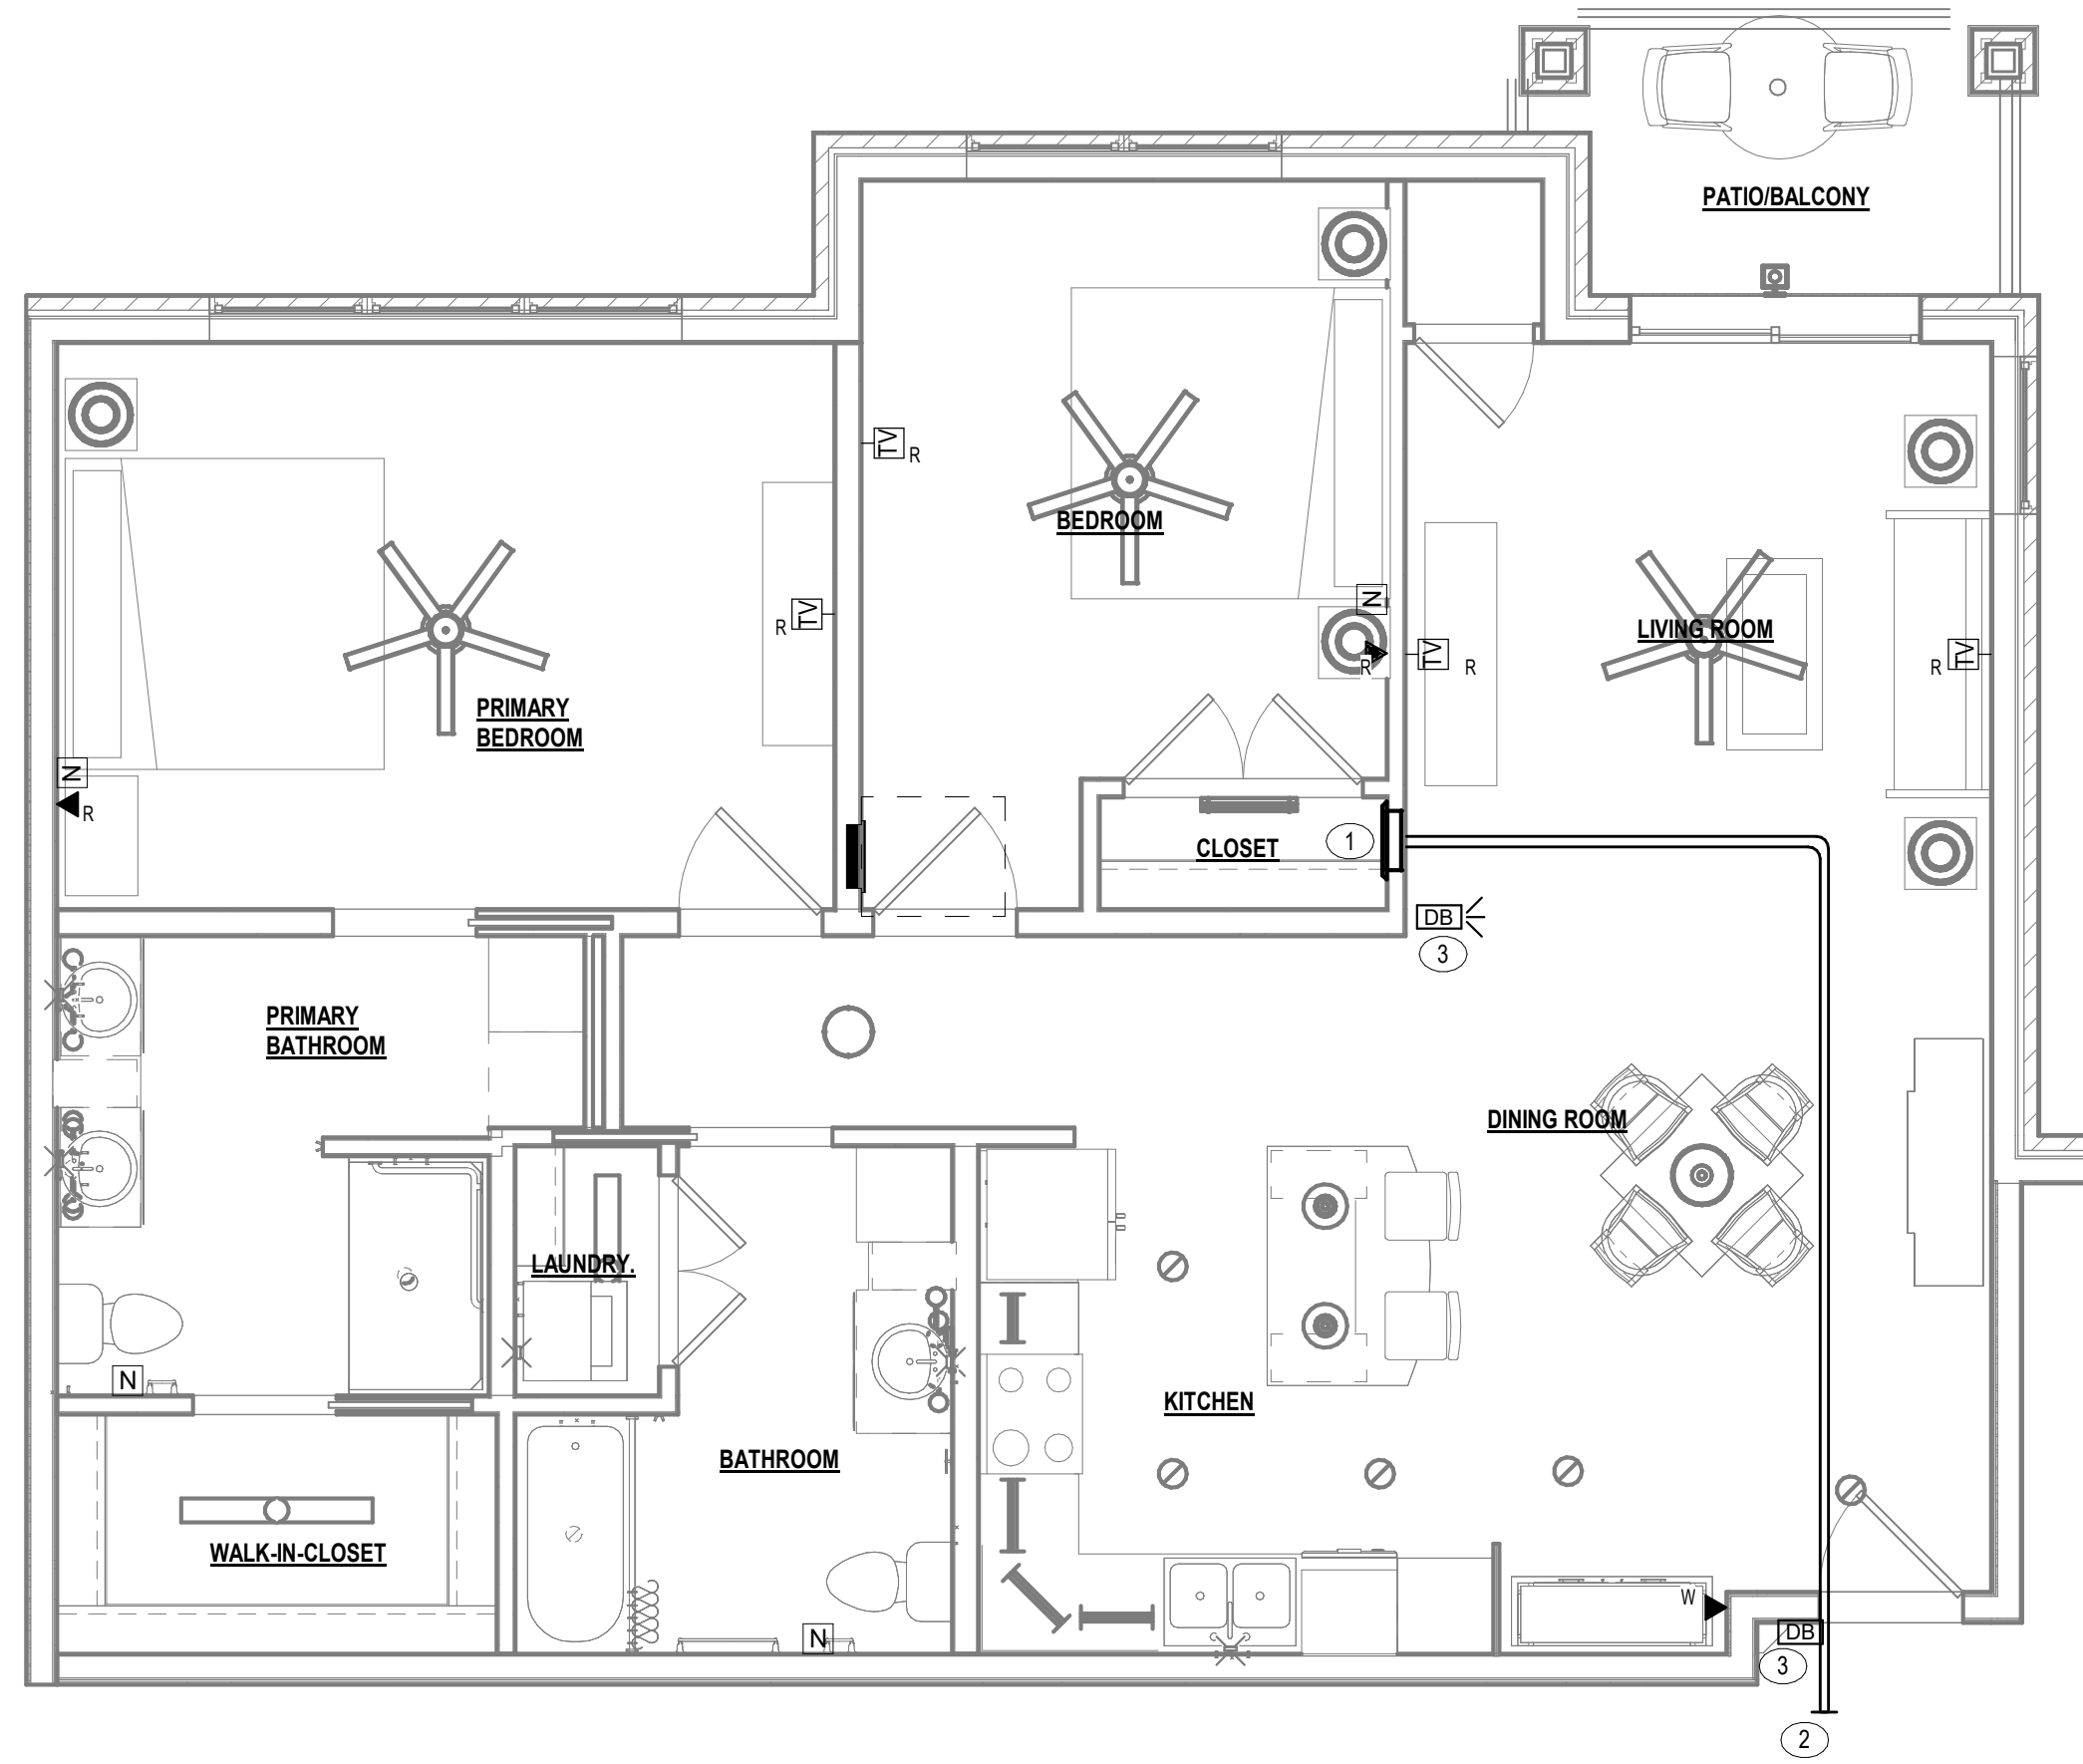 PATIO/BALCONY
TV
R
BEDROOM
N
R
TV
R
LIVING ROOM
R
TV
R
TV
PRIMARY
BEDROOM
N
R
1
CLOSET
DB
3
PRIMARY
BATHROOM
DINING ROOM
LAUNDRY.
N
KITCHEN
BATHROOM
WALK-IN-CLOSET
W
N
DB
3
2